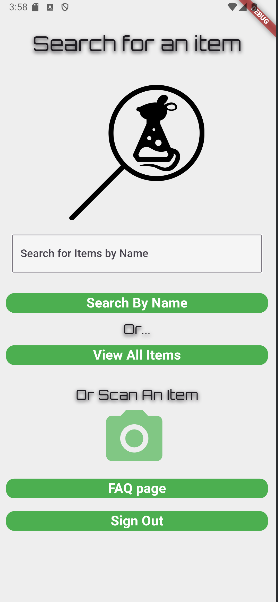 3:58
DEBUG
Search for an item
Search for Items by Name
Search By Name
Or...
View All Items
Or Scan An Item
FAQ page
Sign Out